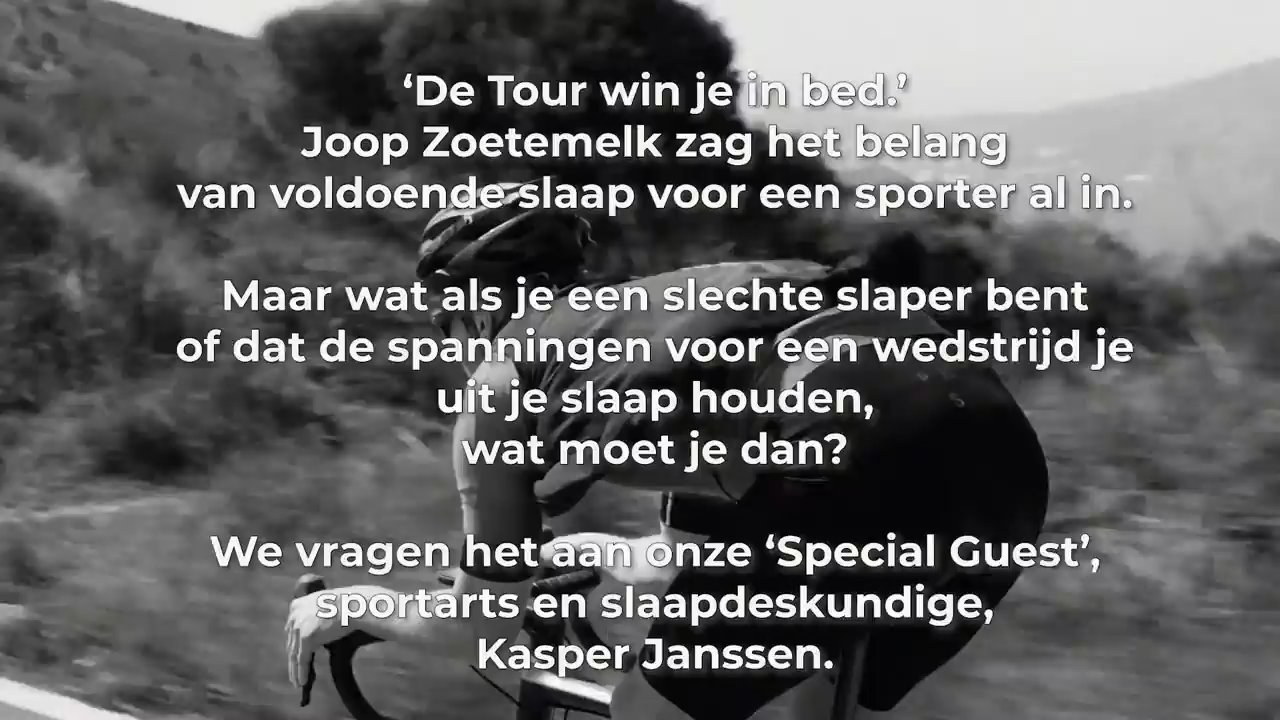 ‘De Tour win je in bed.’
Joop Zoetemelk zag het belang
van voldoende slaap voor een sporter al in.
Maar wat als je een slechte slaper bent
of dat de spanningen voor een wedstrijd je
uit je slaap houden,
wat moet je dan?
We vragen het aan onze ‘Special Guest’,
sportarts en slaapdeskundige,
Kasper Janssen.